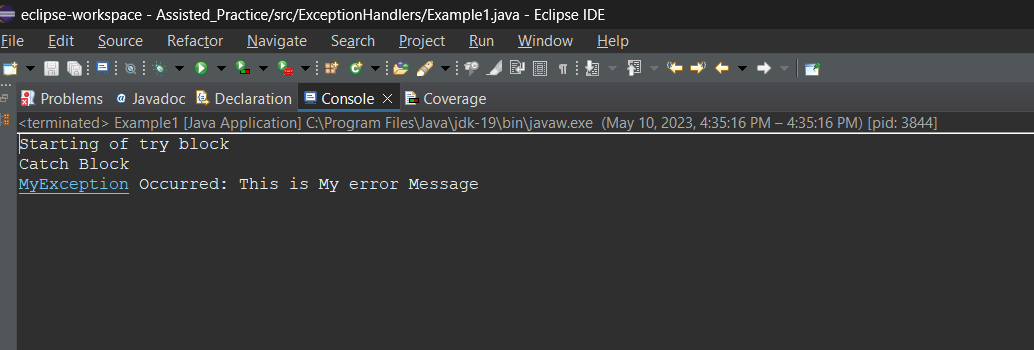 eclipse-workspace - Assisted_Practice/src/ExceptionHandlers/Example1.java - Eclipse IDE
File Edit Source Refactor Navigate Search Project Run Window Help
Problems @ Javadoc Declaration Console × Coverage
<terminated> Example1 [Java Application] C:\Program Files\Java\jdk-19\bin\javaw.exe (May 10, 2023, 4:35:16 PM – 4:35:16 PM) [pid: 3844]
Starting of try block
Catch Block
MyException Occurred: This is My error Message